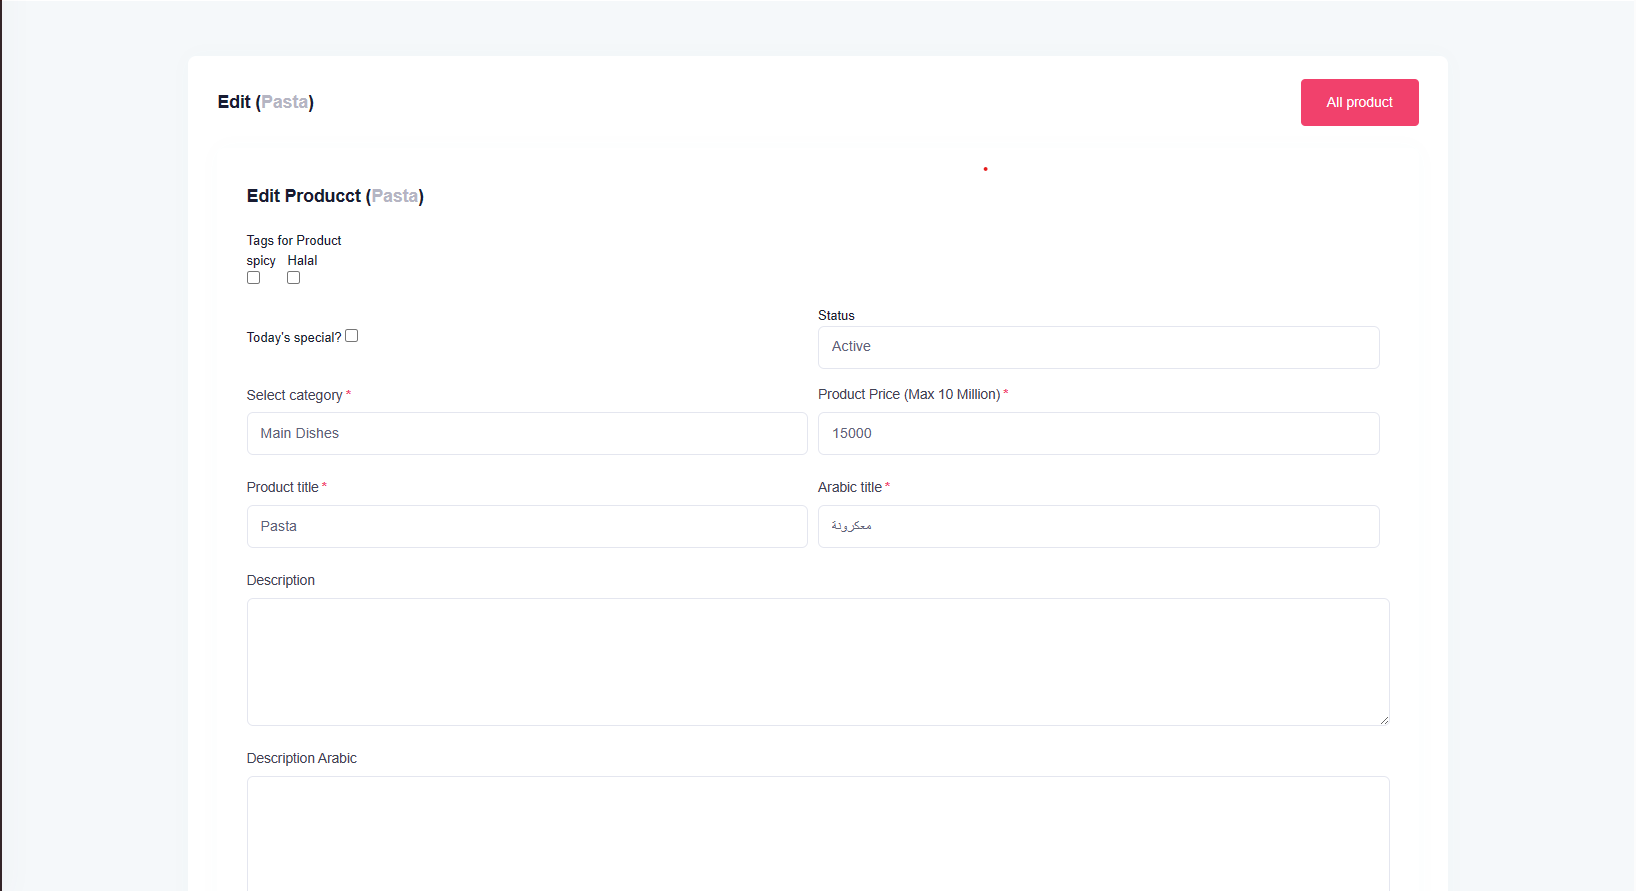 Edit (Pasta)
All product
Edit Producct (Pasta)
Tags for Product
spicy Halal
Today's special?
Status
Active
Select category *
Product Price (Max 10 Million) *
Main Dishes
15000
Product title *
Arabic title *
Pasta
معكرونة
Description
Description Arabic